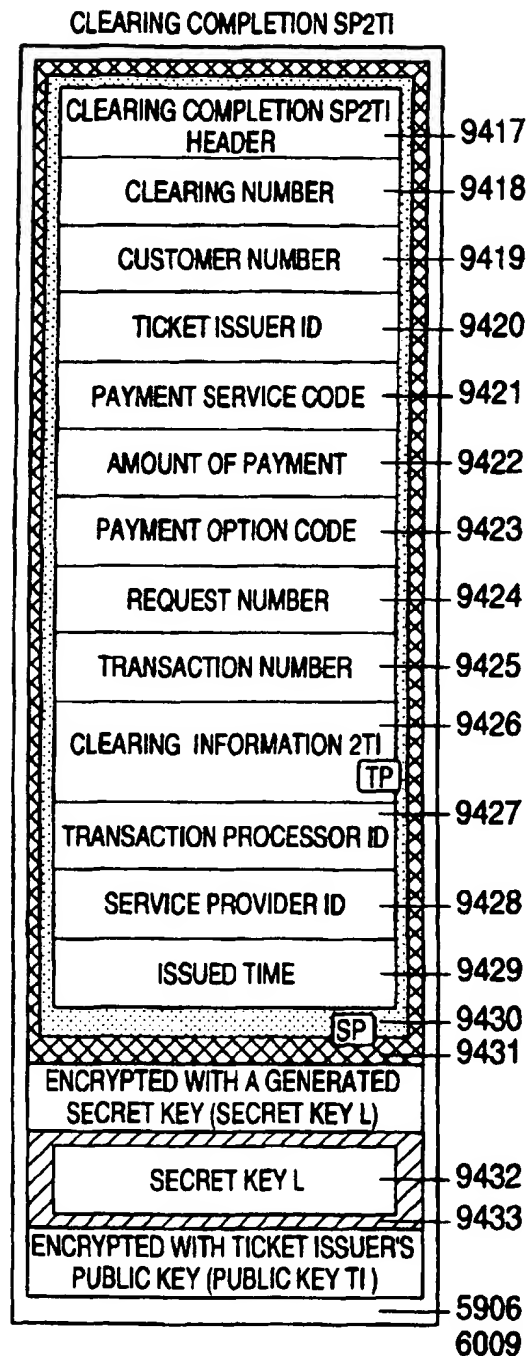 CLEARING COMPLETION SP2TI
CLEARING COMPLETION SP2TI
HEADER
9417
CLEARING NUMBER
9418
CUSTOMER NUMBER
9419
TICKET ISSUER ID
9420
PAYMENT SERVICE CODE
9421
AMOUNT OF PAYMENT
9422
PAYMENT OPTION CODE
9423
REQUEST NUMBER
9424
TRANSACTION NUMBER
9425
9426
CLEARING INFORMATION 2TI
TP
9427
TRANSACTION PROCESSOR ID
SERVICE PROVIDER ID
9428
ISSUED TIME
9429
SP
9430
9431
ENCRYPTED WITH A GENERATED
SECRET KEY (SECRET KEY L)
SECRET KEY L
9432
9433
ENCRYPTED WITH TICKET ISSUER'S
PUBLIC KEY (PUBLIC KEY TI )
5906
6009